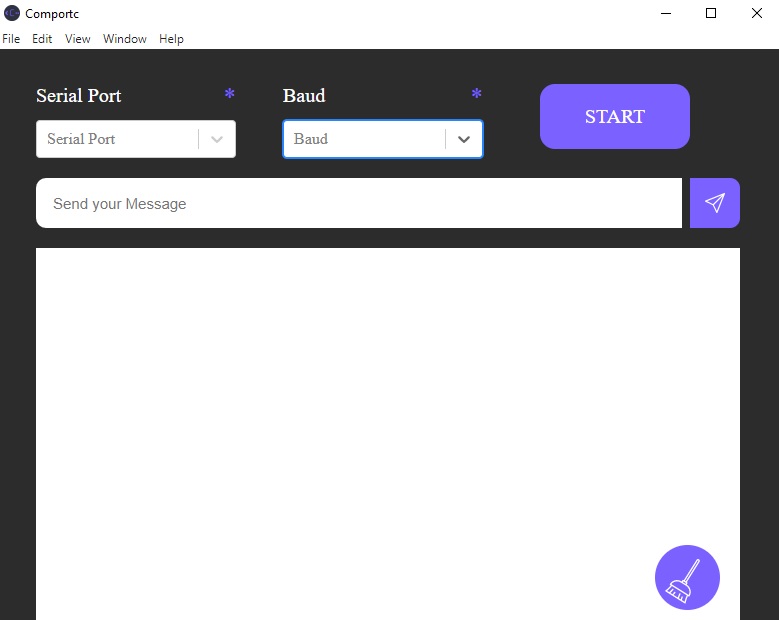 Comportc
File Edit View Window Help
Serial Port * Baud *
START
Serial Port Baud
Send your Message